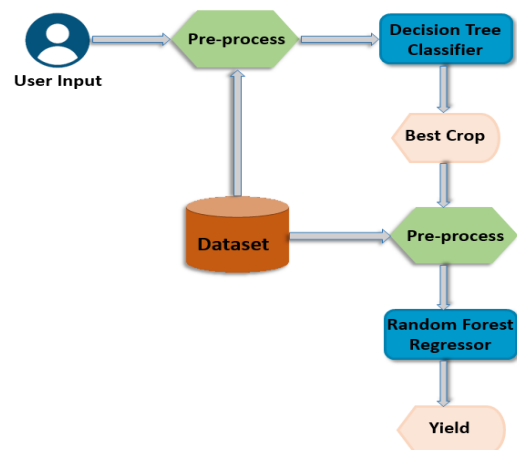 Pre-process
Decision Tree
Classifier
User Input
Best Crop
Dataset
Pre-process
Random Forest
Regressor
Yield